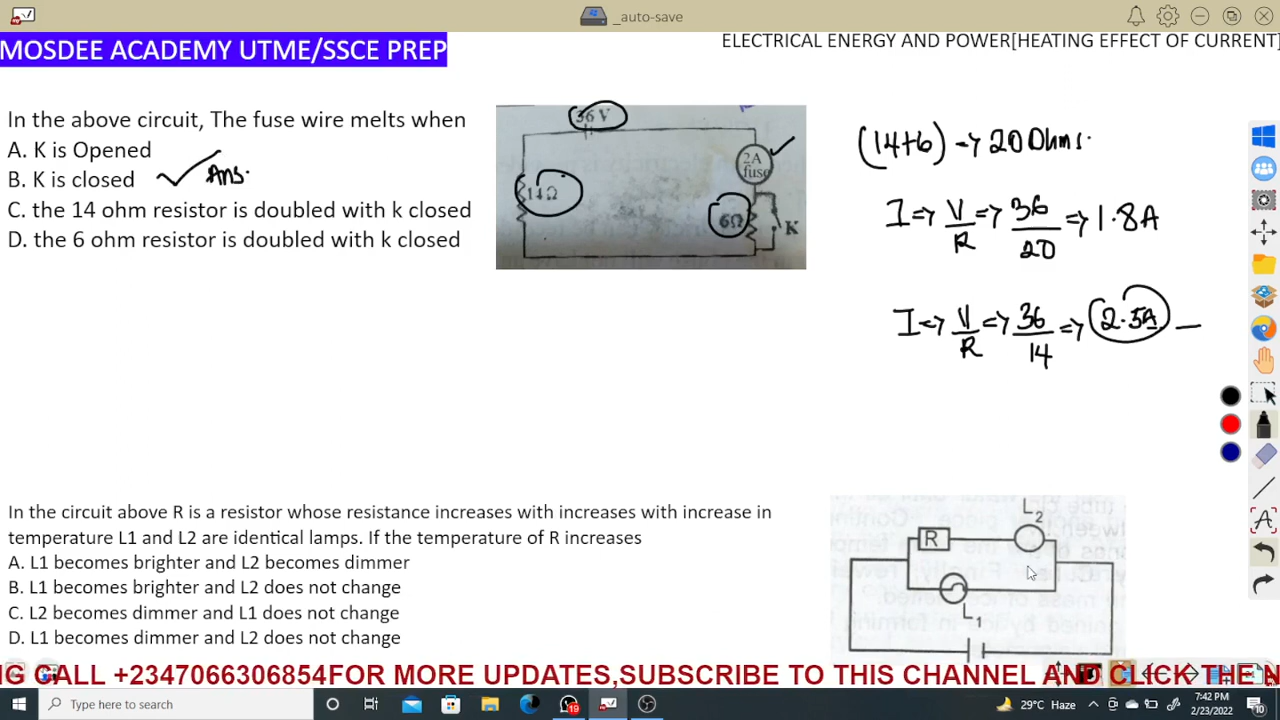 _auto-save
MOSDEE ACADEMY UTME/SSCE PREP
ELECTRICAL ENERGY AND POWER[HEATING EFFECT OF CURRENT]
In the above circuit, The fuse wire melts when
A. K is Opened
B. K is closed Ans.
C. the 14 ohm resistor is doubled with k closed
D. the 6 ohm resistor is doubled with k closed
36 V
2A
fuse
14Ω
6Ω
K
(14+6) => 20 Ohms.
I => V/R => 36/20 => 1.8A
I => V/R => 36/14 => 2.5A
In the circuit above R is a resistor whose resistance increases with increases with increase in
temperature L1 and L2 are identical lamps. If the temperature of R increases
A. L1 becomes brighter and L2 becomes dimmer
B. L1 becomes brighter and L2 does not change
C. L2 becomes dimmer and L1 does not change
D. L1 becomes dimmer and L2 does not change
L2
R
L1
G CALL +2347066306854FOR MORE UPDATES,SUBSCRIBE TO THIS CHANNEL AND CLICK THE N
Type here to search
19
29°C Haze
7:42 PM
2/23/2022
10